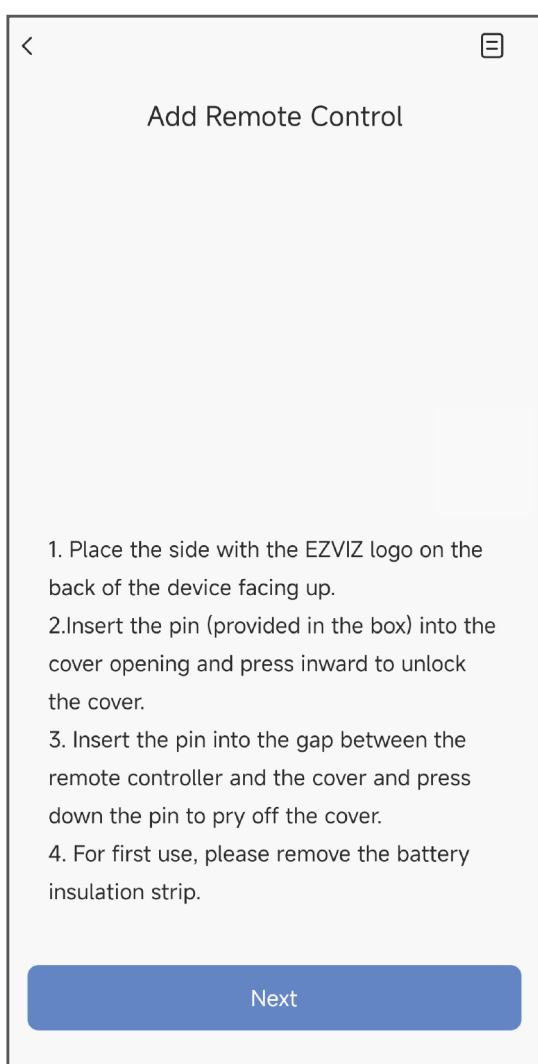 Add Remote Control
1. Place the side with the EZVIZ logo on the
back of the device facing up.
2.Insert the pin (provided in the box) into the
cover opening and press inward to unlock
the cover.
3. Insert the pin into the gap between the
remote controller and the cover and press
down the pin to pry off the cover.
4. For first use, please remove the battery
insulation strip.
Next